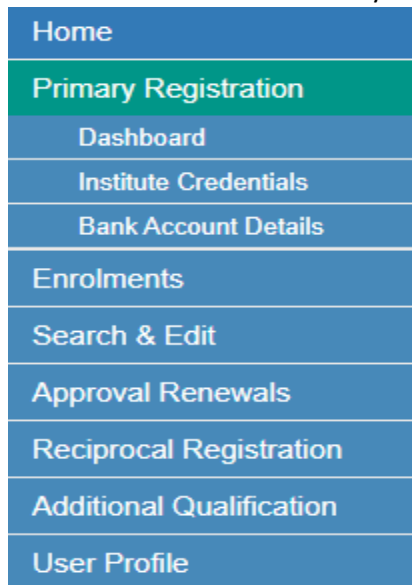 Home
Primary Registration
Dashboard
Institute Credentials
Bank Account Details
Enrolments
Search & Edit
Approval Renewals
Reciprocal Registration
Additional Qualification
User Profile